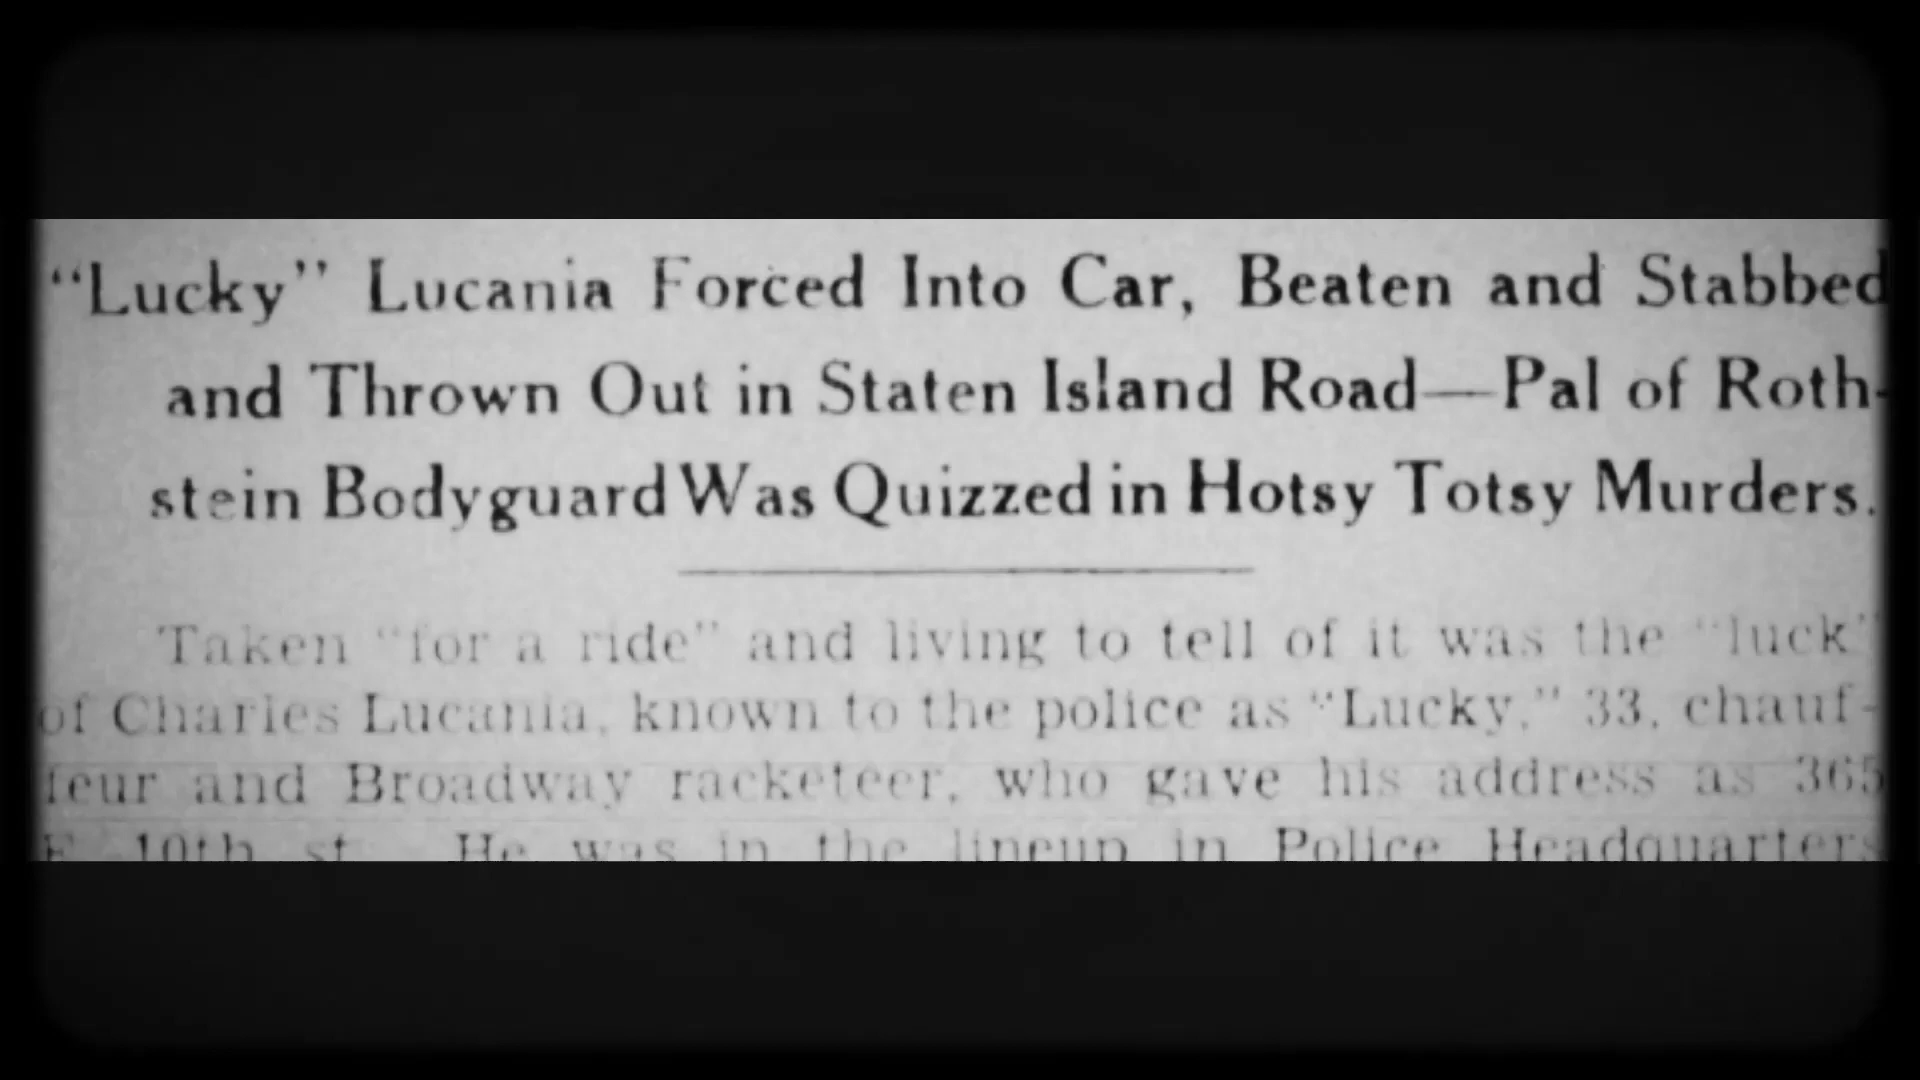 “Lucky” Lucania Forced Into Car, Beaten and Stabbed
and Thrown Out in Staten Island Road—Pal of Roth-
stein Bodyguard Was Quizzed in Hotsy Totsy Murders.
Taken “for a ride” and living to tell of it was the “luck”
of Charles Lucania, known to the police as “Lucky,” 33, chauf-
feur and Broadway racketeer, who gave his address as 365
E. 10th st. He was in the lineup in Police Headquarters